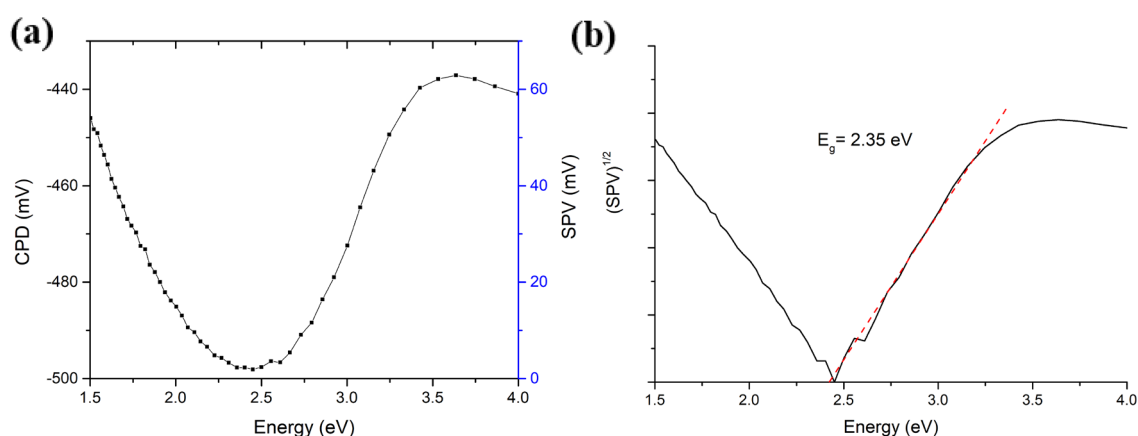 (a)
CPD (mV)
-440
-460
-480
-500
SPV (mV)
60
40
20
0
1.5 2.0 2.5 3.0 3.5 4.0
Energy (eV)
(b)
(SPV)1/2
Eg= 2.35 eV
1.5 2.0 2.5 3.0 3.5 4.0
Energy (eV)